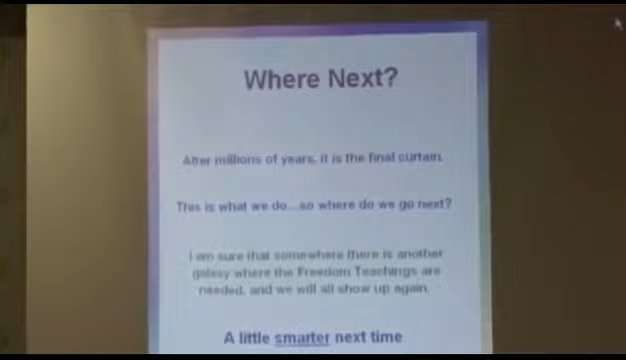 Where Next?
After millions of years, it is the final curtain.
This is what we do...so where do we go next?
I am sure that somewhere there is another
galaxy where the Freedom Teachings are
needed, and we will all show up again.
A little smarter next time